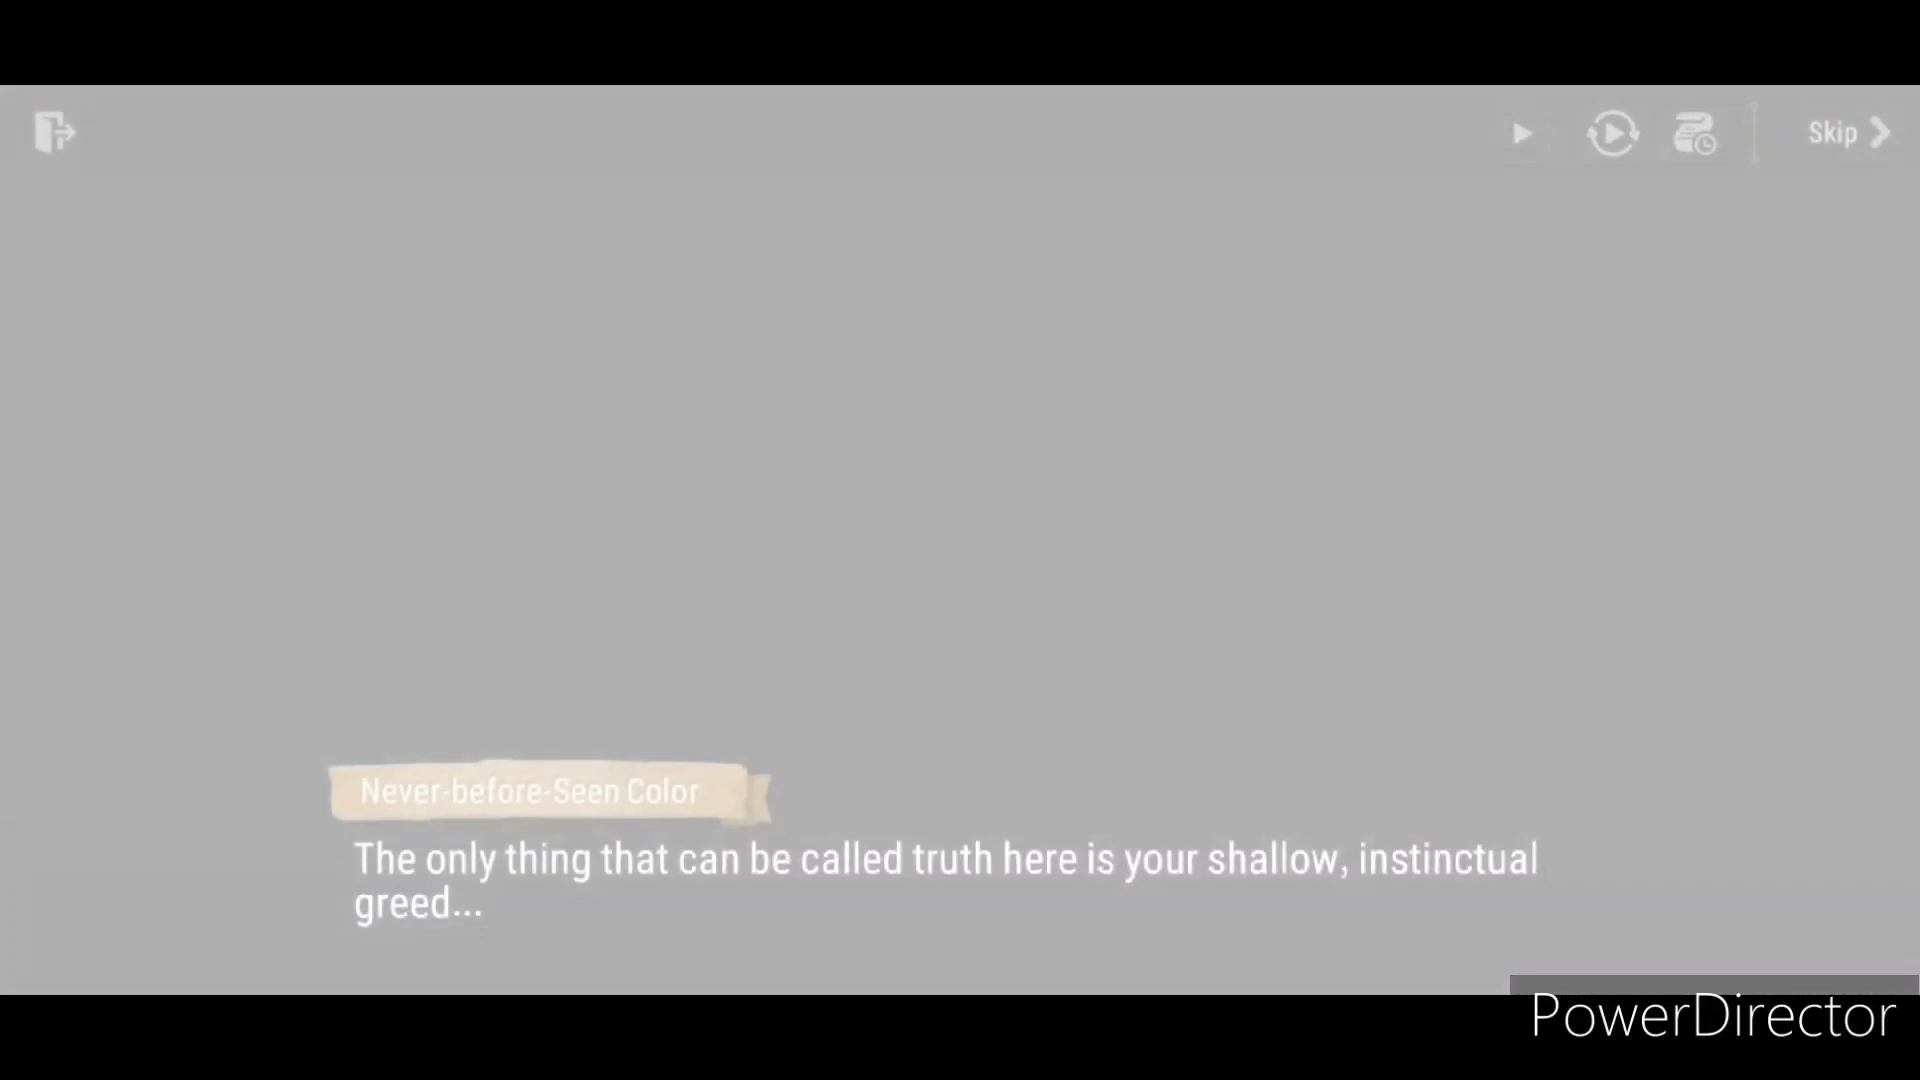 Skip
Never-before-Seen Color
The only thing that can be called truth here is your shallow, instinctual
greed...
PowerDirector